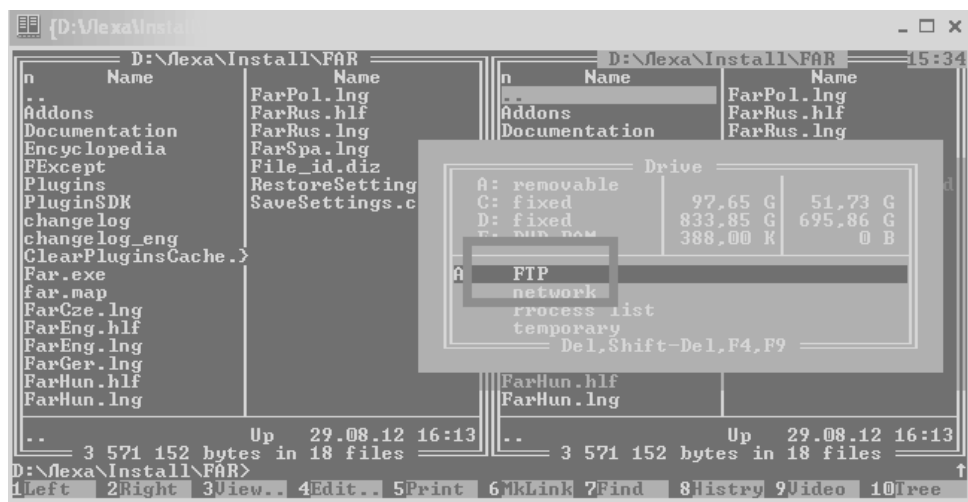 {D:\Лexa\Insta
D:\Лexa\Install\FAR
n Name Name
..
FarPol.lng
Addons FarRus.hlf
Documentation FarRus.lng
Encyclopedia FarSpa.lng
FExcept File_id.diz
Plugins RestoreSetting
PluginSDK SaveSettings.c
changelog
changelog_eng
ClearPluginsCache.}
Far.exe
far.map
FarCze.lng
FarEng.hlf
FarEng.lng
FarGer.lng
FarHun.hlf
FarHun.lng
.. Up 29.08.12 16:13
3 571 152 bytes in 18 files
D:\Лexa\Install\FAR 15:34
n Name Name
.. FarPol.lng
Addons FarRus.hlf
Documentation FarRus.lng
Drive
A: removable
C: fixed 97,65 G 51,73 G
D: fixed 833,85 G 695,86 G
388,00 K 0 B
A FTP
network
process list
temporary
Del,Shift-Del,F4,F9
d
FarHun.hlf
FarHun.lng
.. Up 29.08.12 16:13
3 571 152 bytes in 18 files
D:\Лexa\Install\FAR>
1Left 2Right 3View.. 4Edit.. 5Print 6MkLink 7Find 8Histry 9Video 10Tree